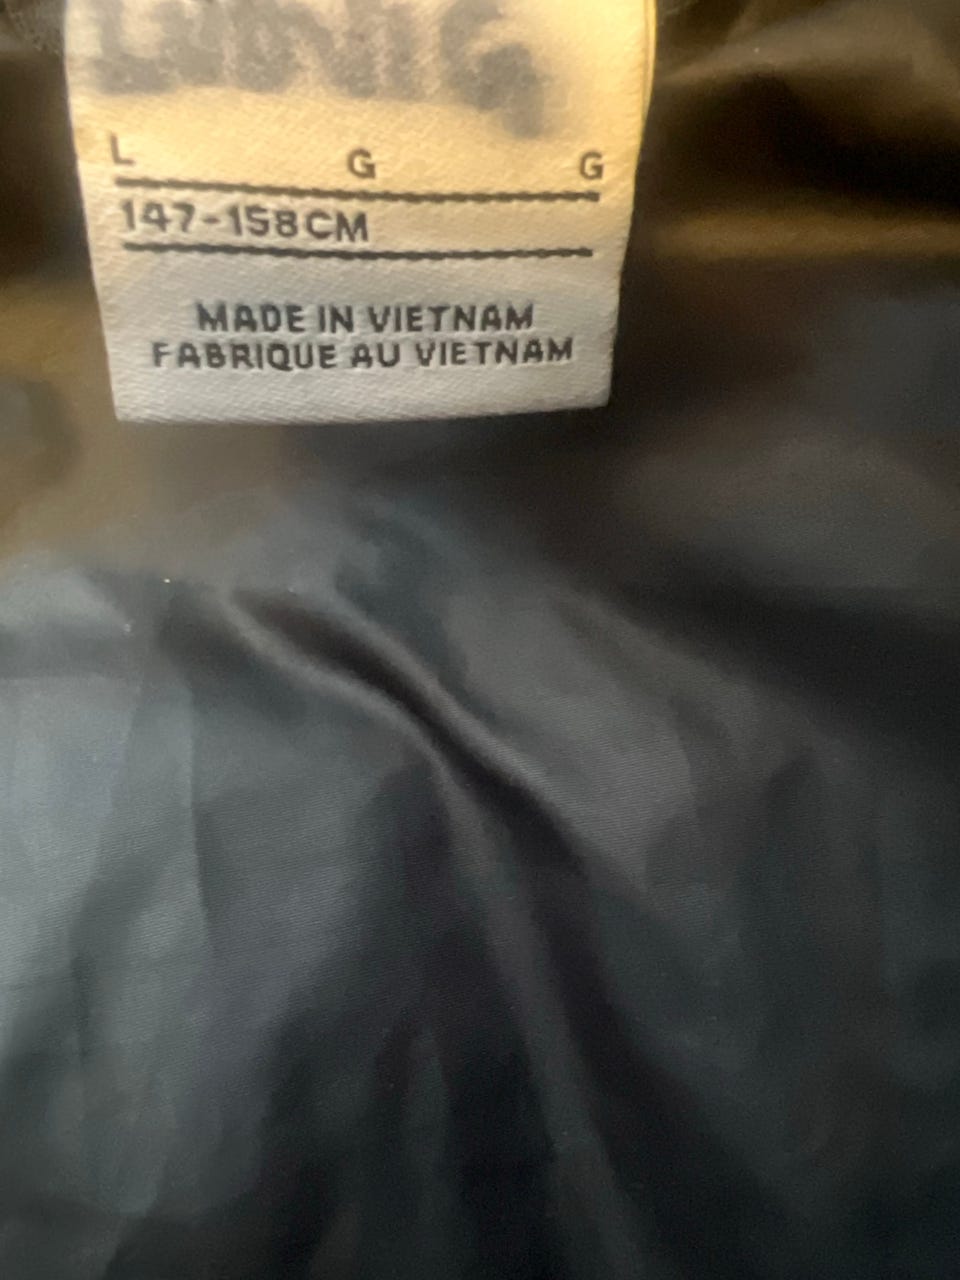 L G G
147-158CM
MADE IN VIETNAM
FABRIQUE AU VIETNAM